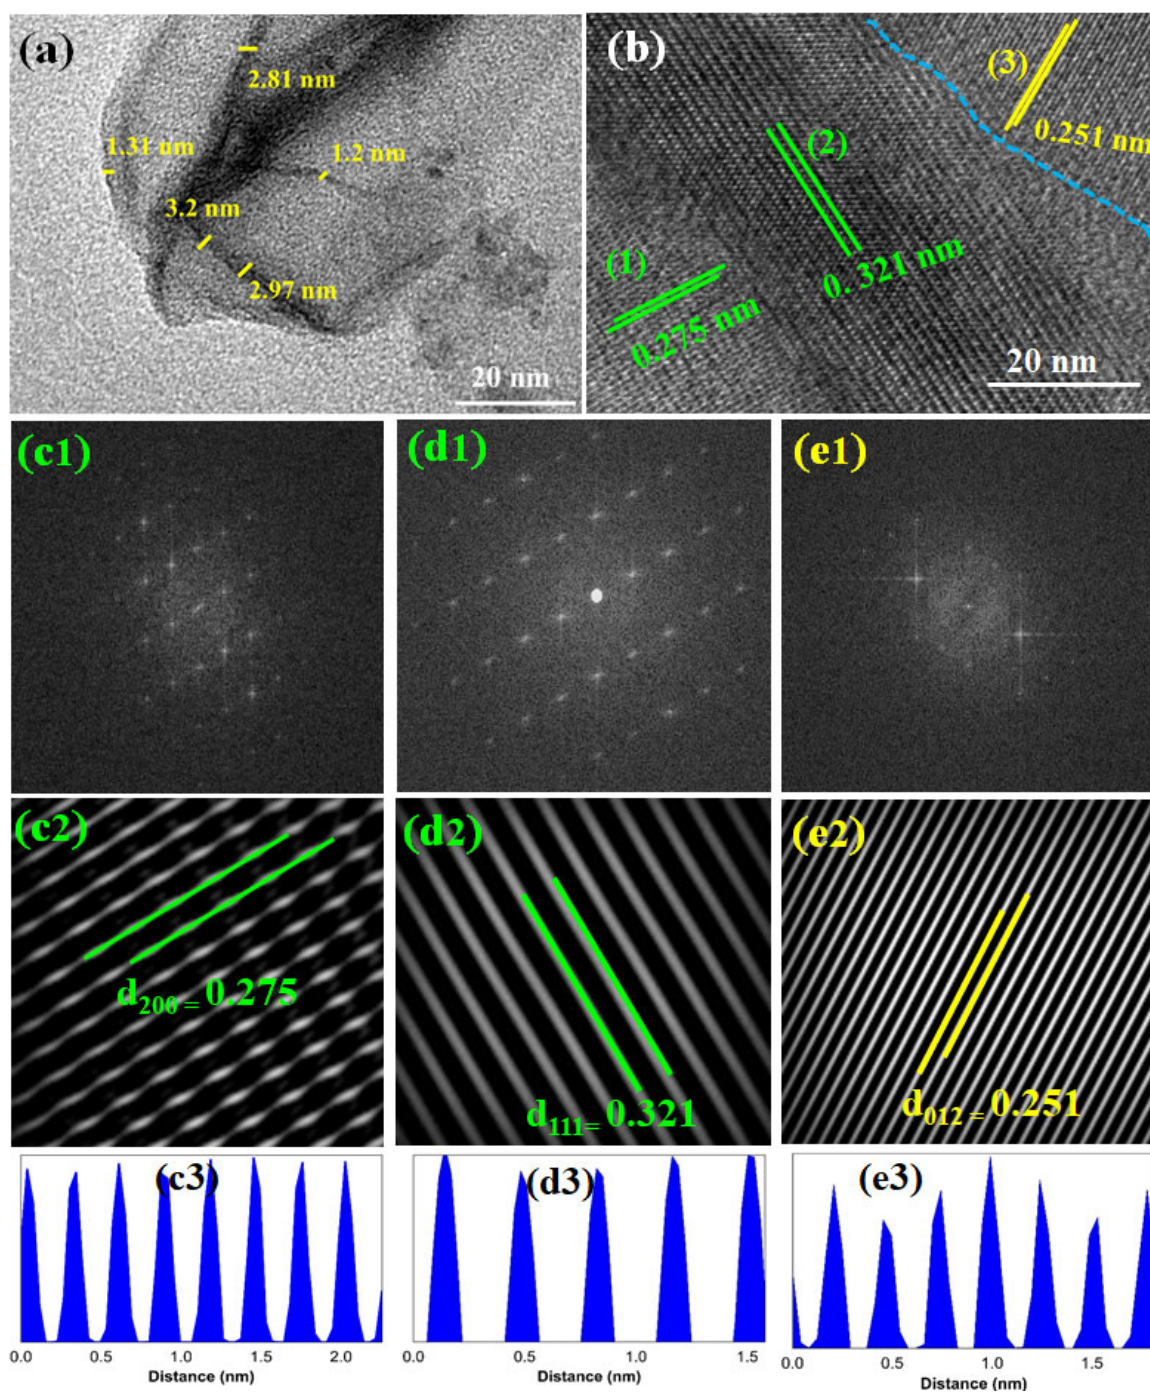 (a)
2.81 nm
1.31 nm
1.2 nm
3.2 nm
2.97 nm
20 nm
(b)
(3)
0.251 nm
(2)
0. 321 nm
(1)
0.275 nm
20 nm
(c1)
(d1)
(e1)
(c2)
d200 = 0.275
(d2)
d111= 0.321
(e2)
d012 = 0.251
(c3)
0.0 0.5 1.0 1.5 2.0
Distance (nm)
(d3)
0.0 0.5 1.0 1.5
Distance (nm)
(e3)
0.0 0.5 1.0 1.5
Distance (nm)